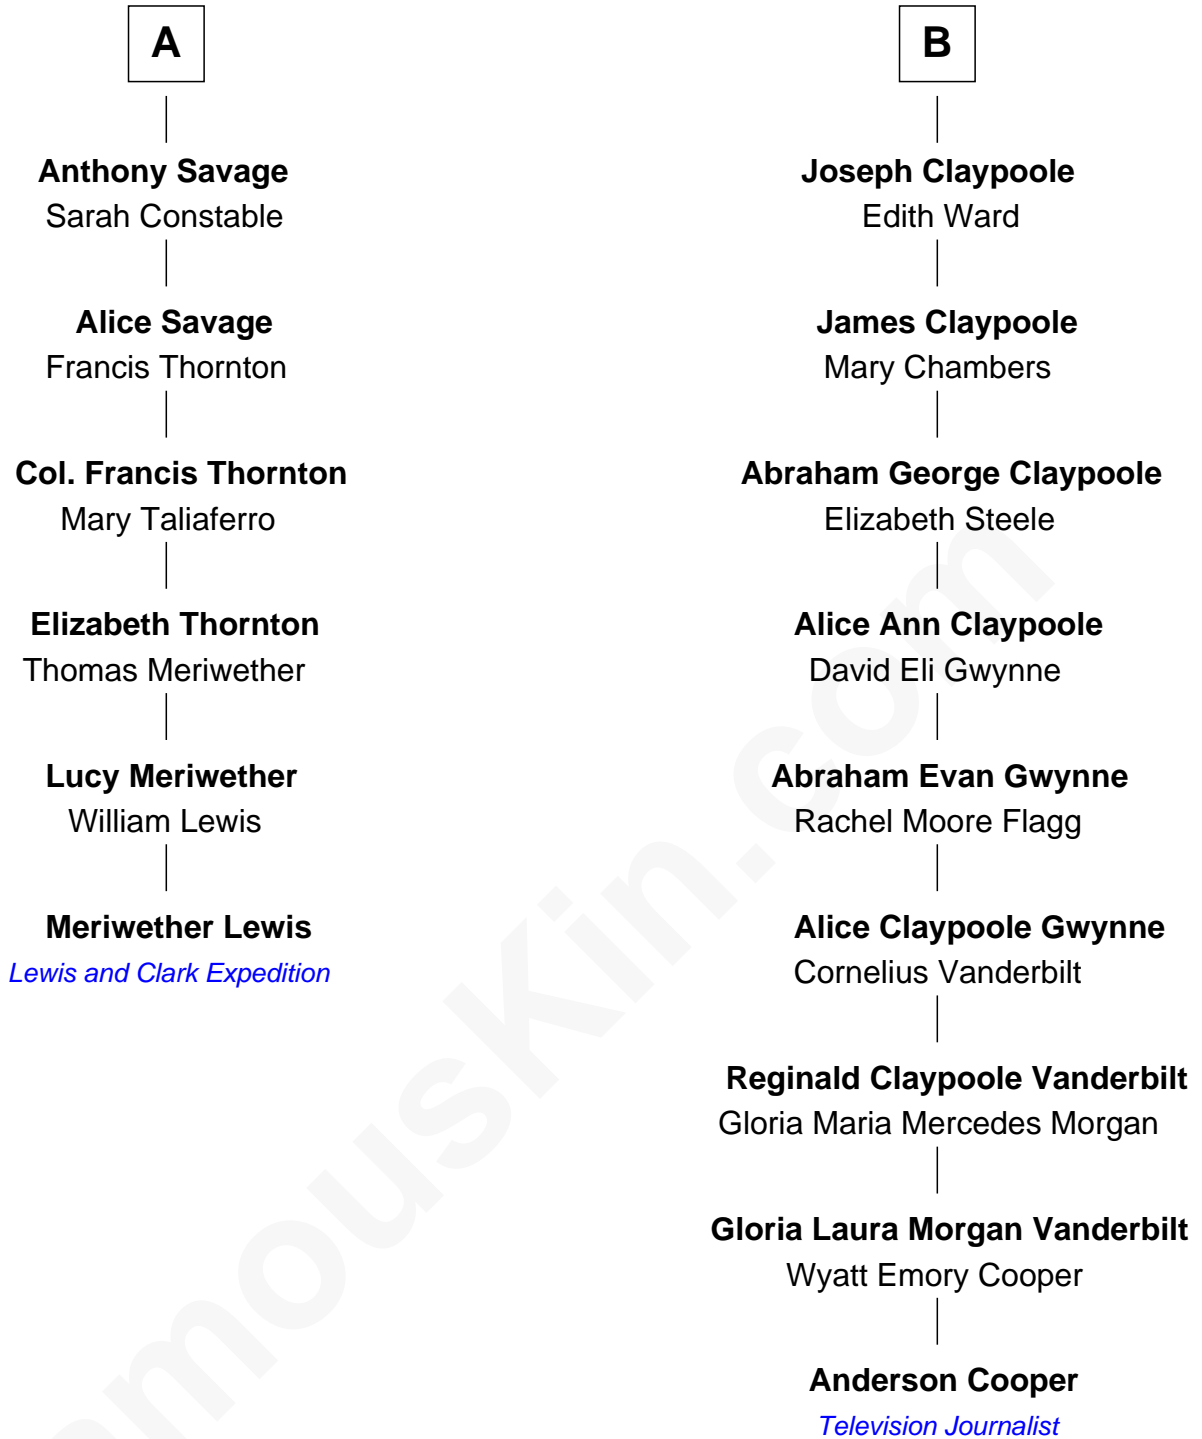 A
Anthony Savage
Sarah Constable
Alice Savage
Francis Thornton
Col. Francis Thornton
Mary Taliaferro
Elizabeth Thornton
Thomas Meriwether
Lucy Meriwether
William Lewis
Meriwether Lewis
Lewis and Clark Expedition
B
Joseph Claypoole
Edith Ward
James Claypoole
Mary Chambers
Abraham George Claypoole
Elizabeth Steele
Alice Ann Claypoole
David Eli Gwynne
Abraham Evan Gwynne
Rachel Moore Flagg
Alice Claypoole Gwynne
Cornelius Vanderbilt
Reginald Claypoole Vanderbilt
Gloria Maria Mercedes Morgan
Gloria Laura Morgan Vanderbilt
Wyatt Emory Cooper
Anderson Cooper
Television Journalist
amousKin.com